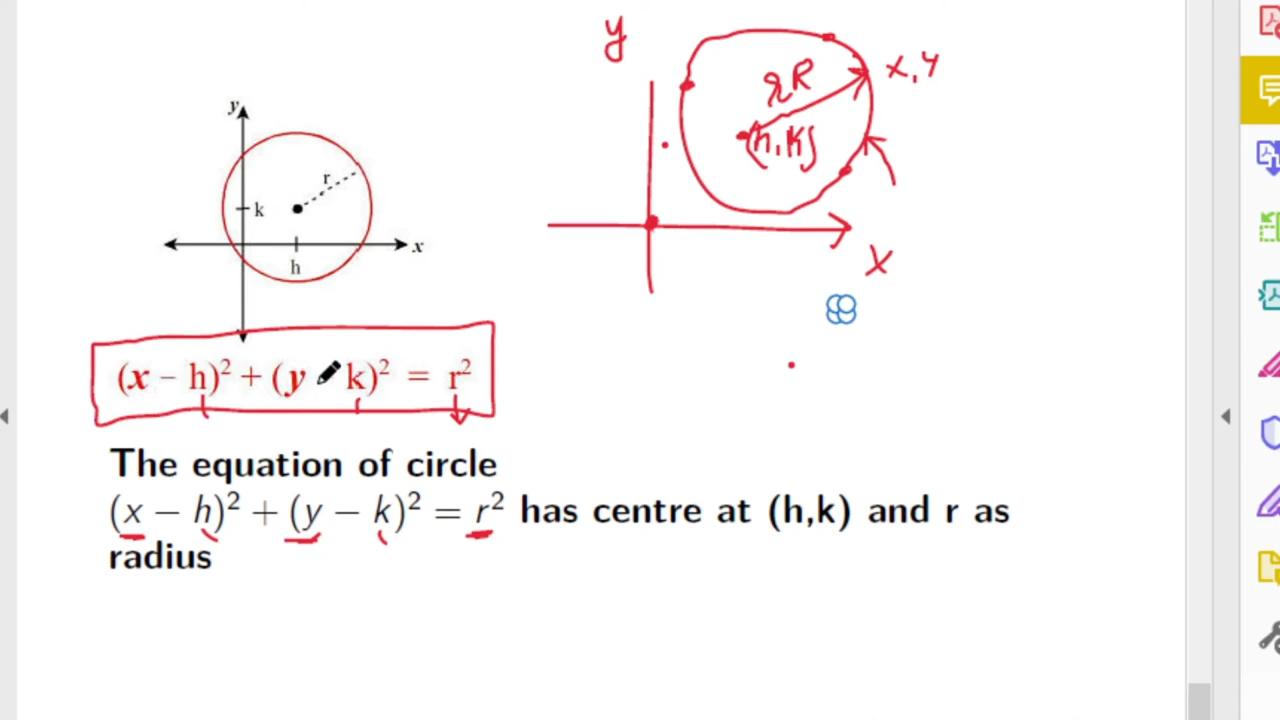 y
x, y
r R
(h, k)
x
y
r
k
x
h
(x – h)² + (y k)² = r²
The equation of circle
(x − h)² + (y − k)² = r² has centre at (h,k) and r as
radius